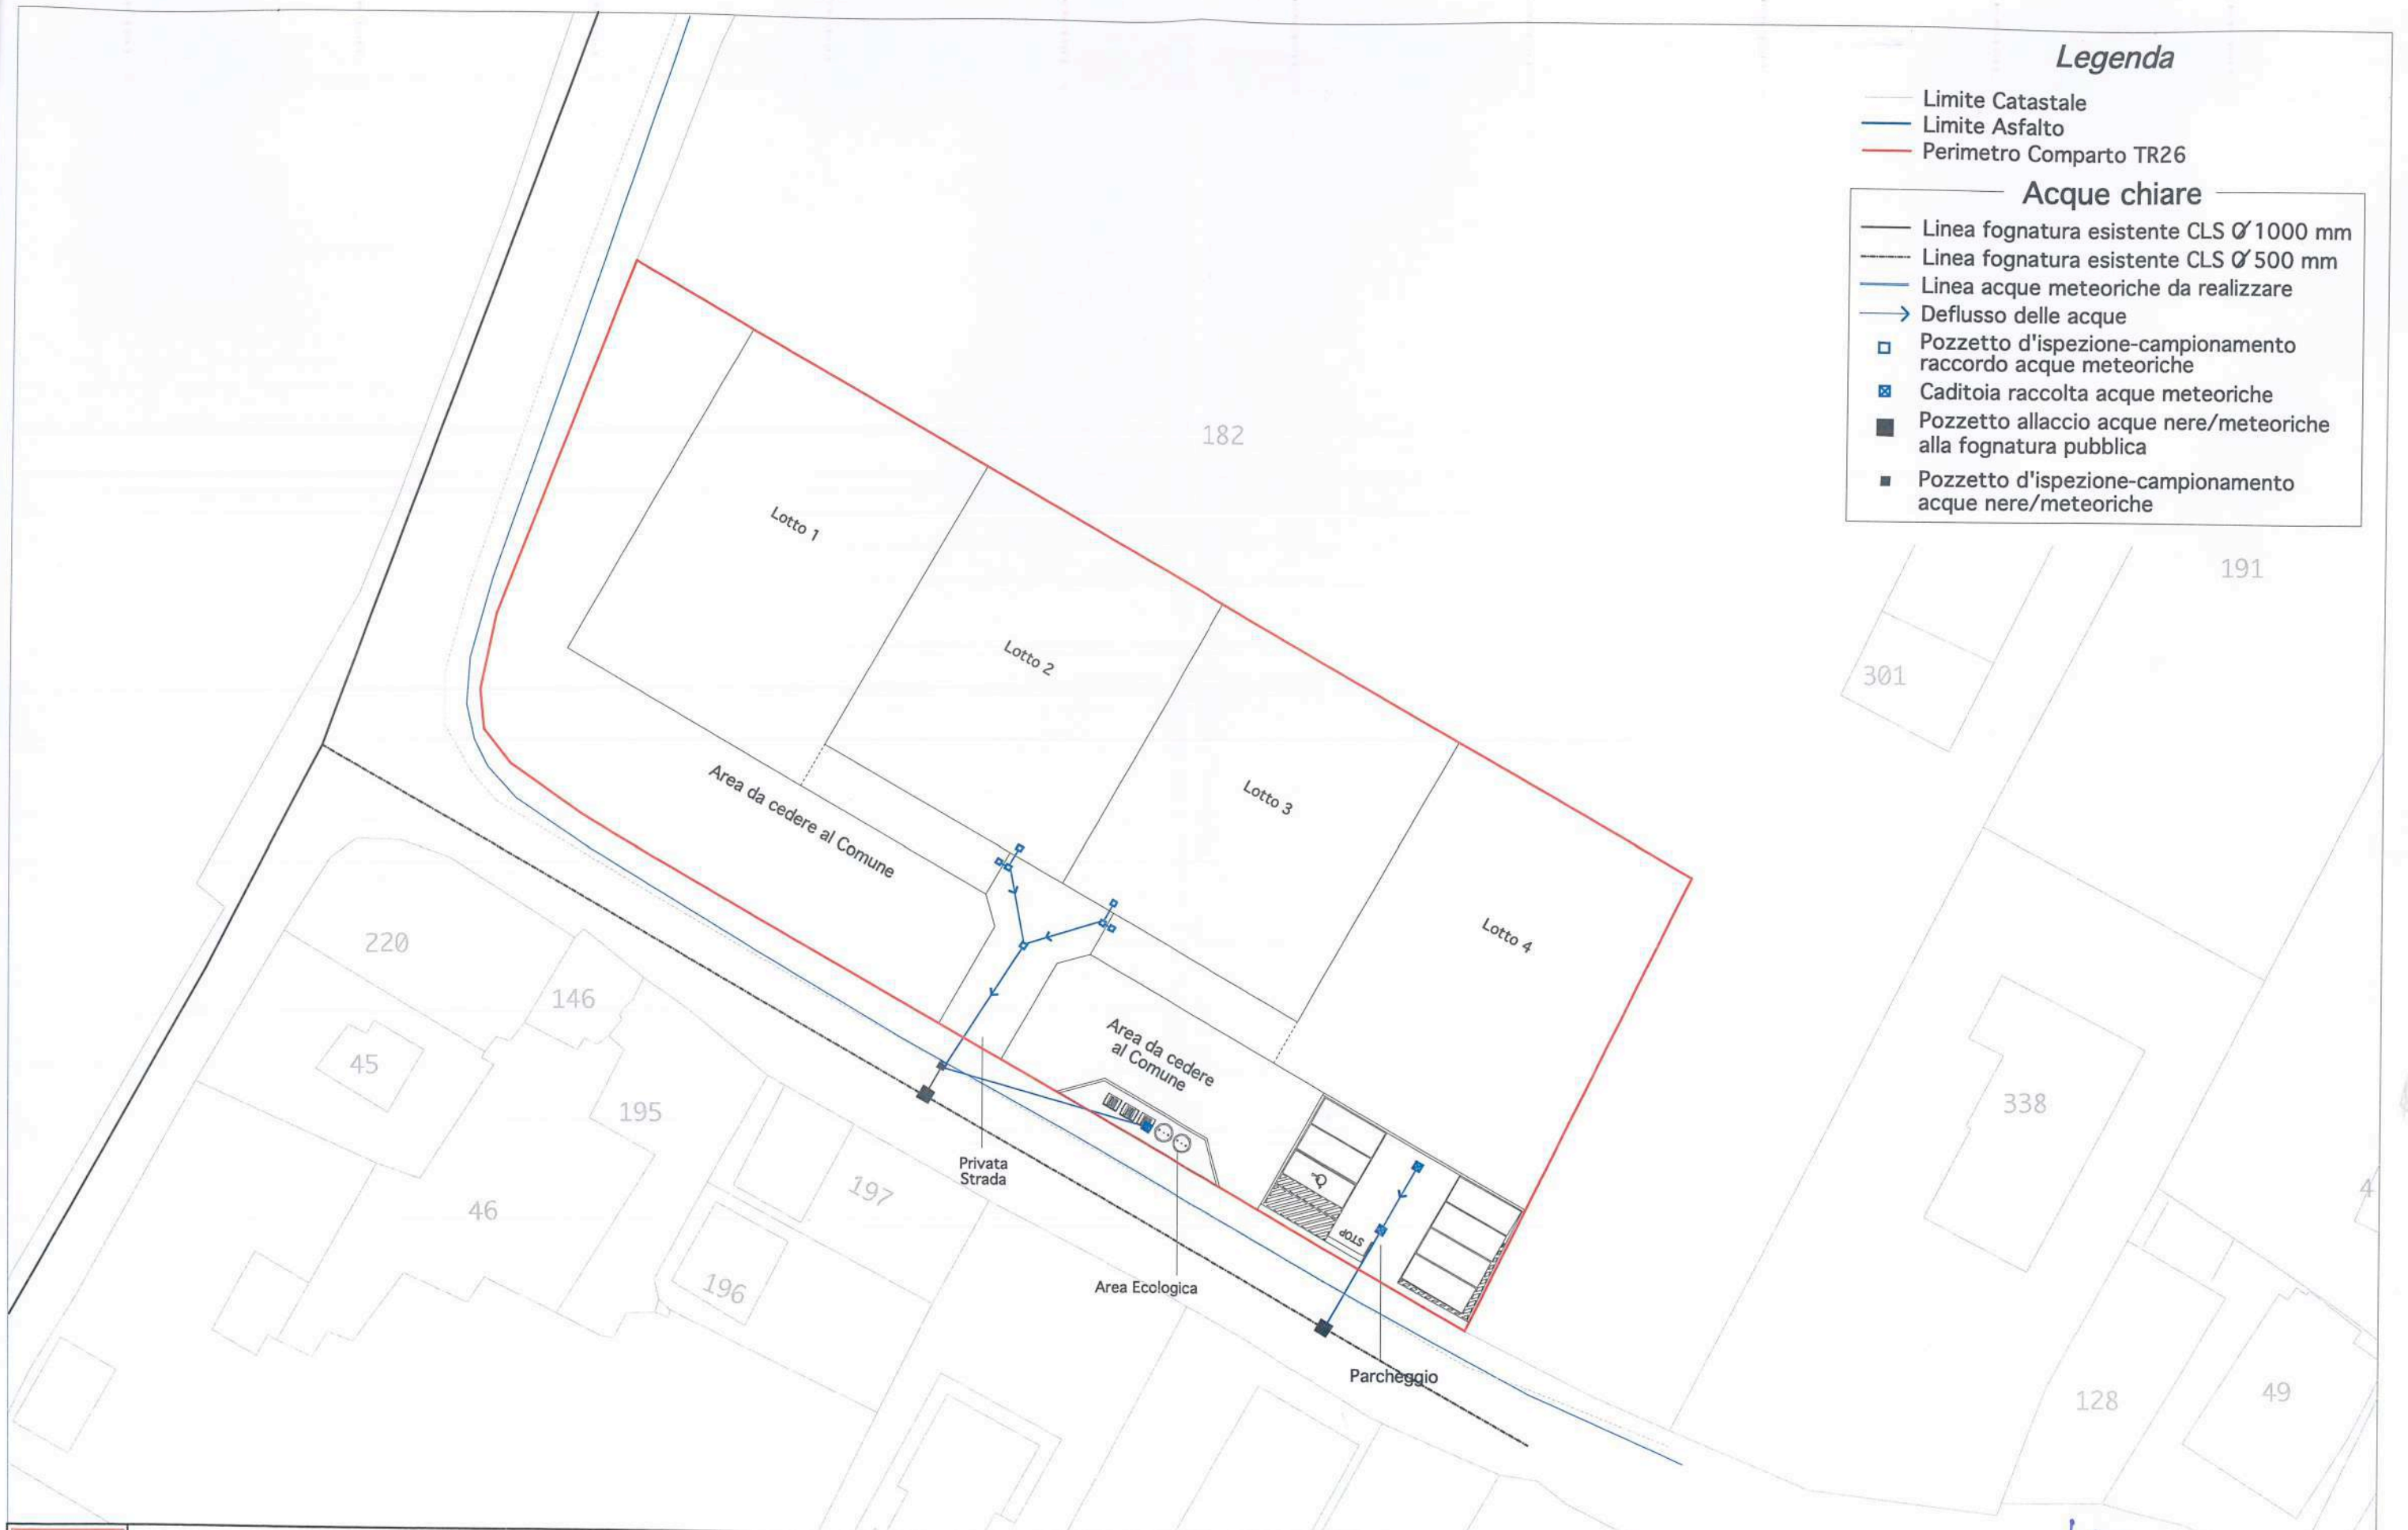 Legenda
Limite Catastale
Limite Asfalto
Perimetro Comparto TR26
Acque chiare
Linea fognatura esistente CLS Ø 1000 mm
Linea fognatura esistente CLS Ø 500 mm
Linea acque meteoriche da realizzare
Deflusso delle acque
Pozzetto d'ispezione-campionamento
raccordo acque meteoriche
Caditoia raccolta acque meteoriche
Pozzetto allaccio acque nere/meteoriche
alla fognatura pubblica
Pozzetto d'ispezione-campionamento
acque nere/meteoriche
182
191
301
Lotto 1
Lotto 2
Lotto 3
Lotto 4
Area da cedere al Comune
Area da cedere
al Comune
220
146
45
195
46
197
196
338
4
128
49
Privata
Strada
Area Ecologica
STOP
Parcheggio